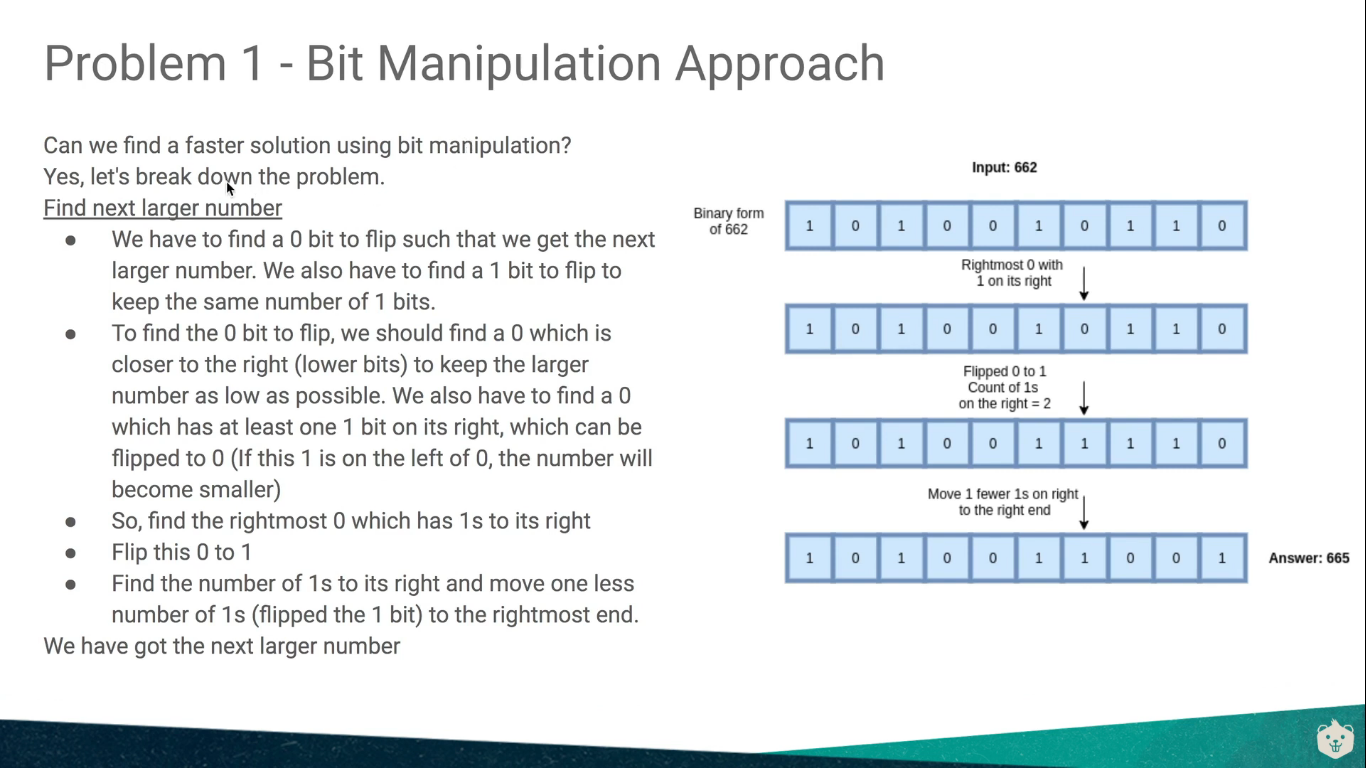 Problem 1 - Bit Manipulation Approach
Can we find a faster solution using bit manipulation?
Yes, let's break down the problem.
Find next larger number
● We have to find a 0 bit to flip such that we get the next
larger number. We also have to find a 1 bit to flip to
keep the same number of 1 bits.
● To find the 0 bit to flip, we should find a 0 which is
closer to the right (lower bits) to keep the larger
number as low as possible. We also have to find a 0
which has at least one 1 bit on its right, which can be
flipped to 0 (If this 1 is on the left of 0, the number will
become smaller)
● So, find the rightmost 0 which has 1s to its right
● Flip this 0 to 1
● Find the number of 1s to its right and move one less
number of 1s (flipped the 1 bit) to the rightmost end.
We have got the next larger number
Input: 662
Binary form
of 662
1 0 1 0 0 1 0 1 1 0
Rightmost 0 with
1 on its right
1 0 1 0 0 1 0 1 1 0
Flipped 0 to 1
Count of 1s
on the right = 2
1 0 1 0 0 1 1 1 1 0
Move 1 fewer 1s on right
to the right end
1 0 1 0 0 1 1 0 0 1
Answer: 665